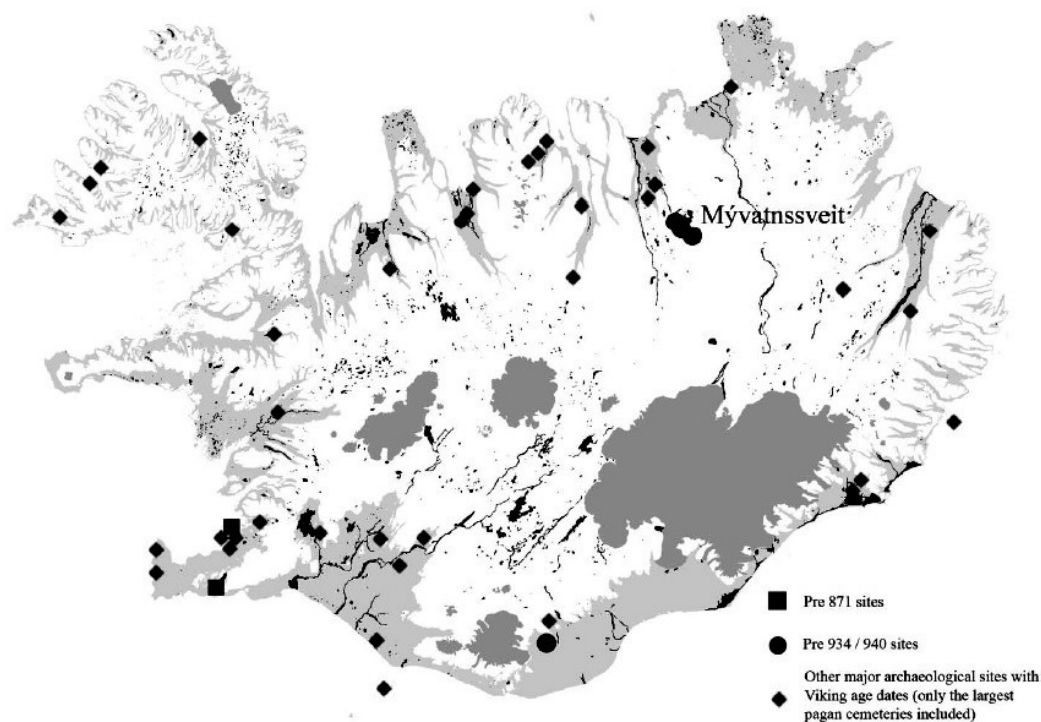 Mývatnssveit
Pre 871 sites
Pre 934 / 940 sites
Other major archaeological sites with
Viking age dates (only the largest
pagan cemeteries included)